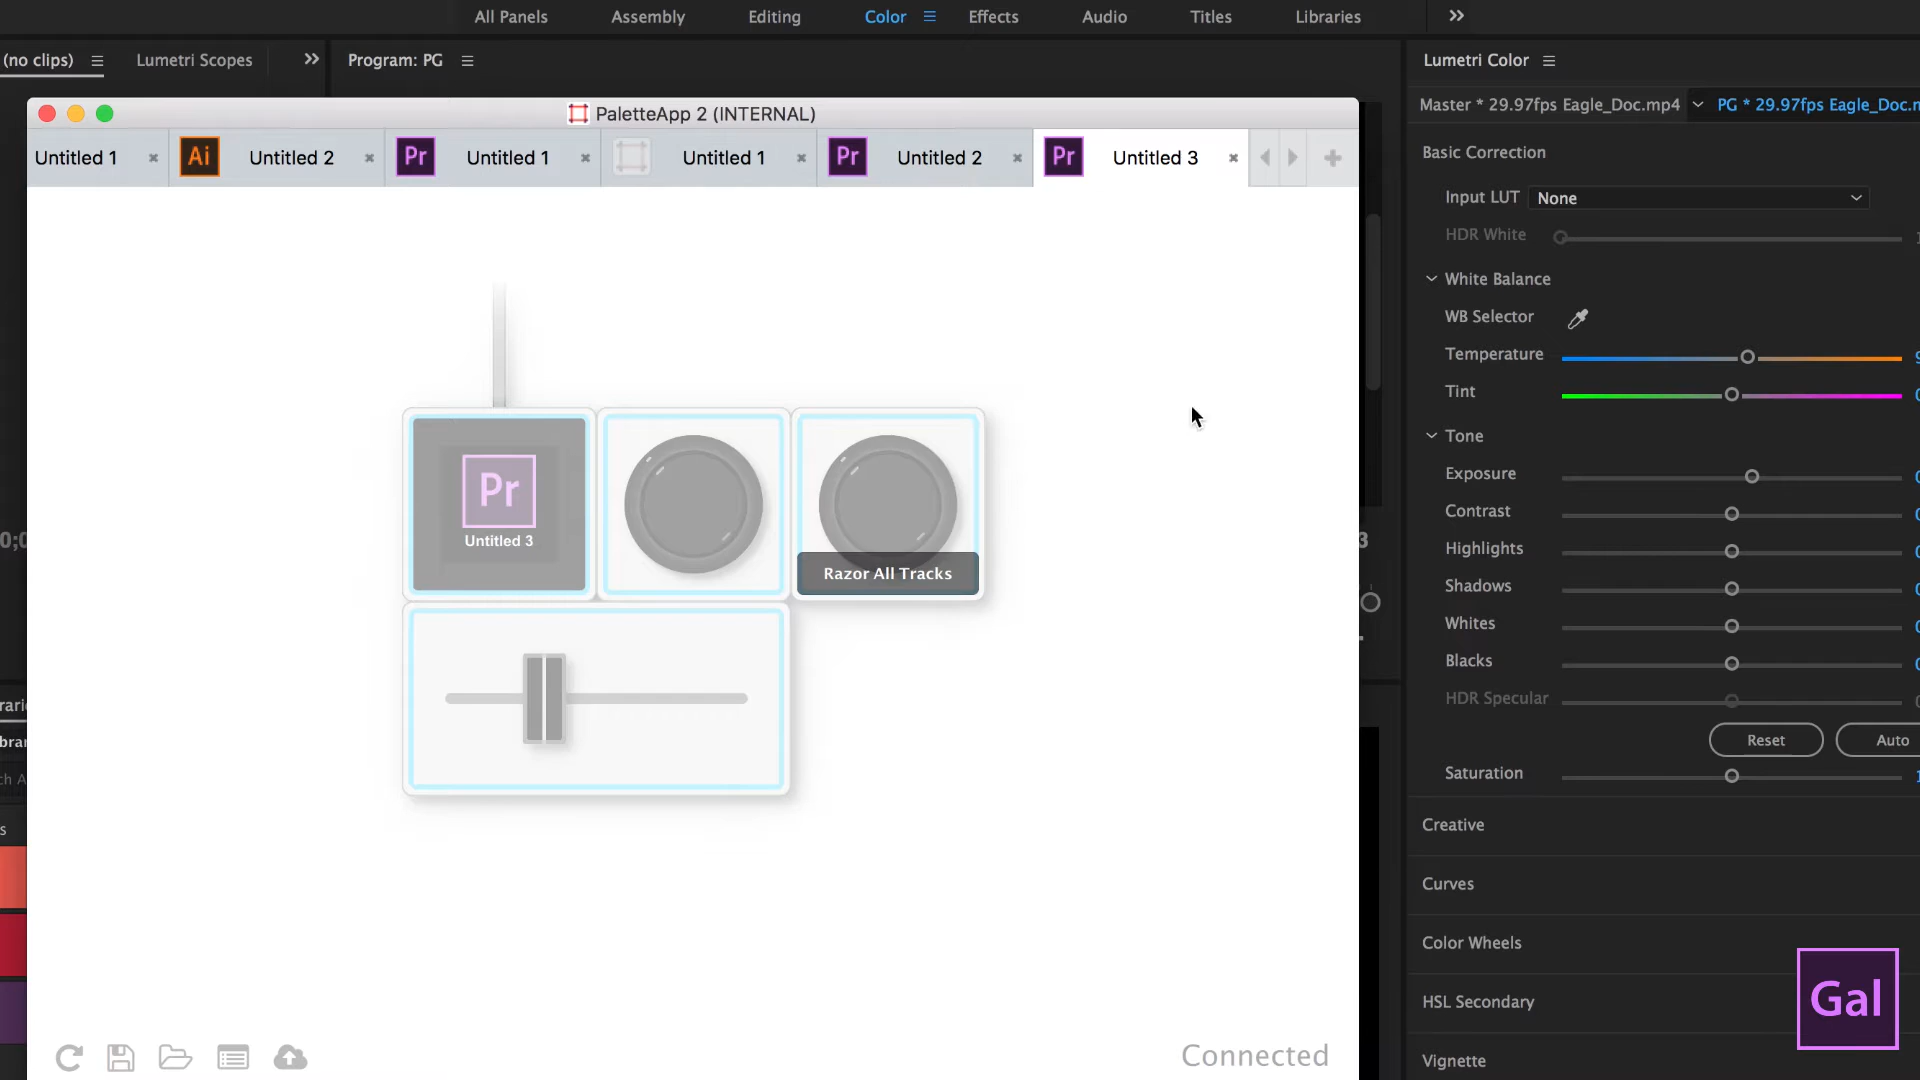 All Panels Assembly Editing Color Effects Audio Titles Libraries
(no clips) Lumetri Scopes Program: PG Lumetri Color
Master * 29.97fps Eagle_Doc.mp4 PG * 29.97fps Eagle_Doc.
PaletteApp 2 (INTERNAL)
Untitled 1 Ai Untitled 2 Pr Untitled 1 Untitled 1 Pr Untitled 2 Pr Untitled 3
Basic Correction
Input LUT None
HDR White
White Balance
WB Selector
Temperature
Tint
Tone
Exposure
Contrast
Highlights
Shadows
Whites
Blacks
HDR Specular
Reset Auto
Saturation
Creative
Curves
Color Wheels
HSL Secondary
Vignette
Pr
Untitled 3
Razor All Tracks
Connected
Gal